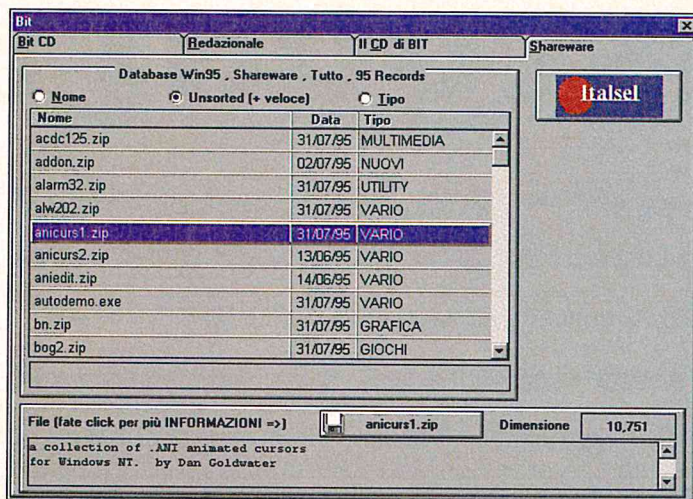 Bit
Bit CD Redazionale Il CD di BIT Shareware
Database Win95 , Shareware , Tutto , 95 Records
Nome Unsorted (+ veloce) Tipo
Italsel
Nome Data Tipo
acdc125.zip 31/07/95 MULTIMEDIA
addon.zip 02/07/95 NUOVI
alarm32.zip 31/07/95 UTILITY
alw202.zip 31/07/95 VARIO
anicurs1.zip 31/07/95 VARIO
anicurs2.zip 13/06/95 VARIO
aniedit.zip 14/06/95 VARIO
autodemo.exe 31/07/95 VARIO
bn.zip 31/07/95 GRAFICA
bog2.zip 31/07/95 GIOCHI
File (fate click per più INFORMAZIONI =>) anicurs1.zip Dimensione 10,751
a collection of .ANI animated cursors
for Windows NT. by Dan Goldwater